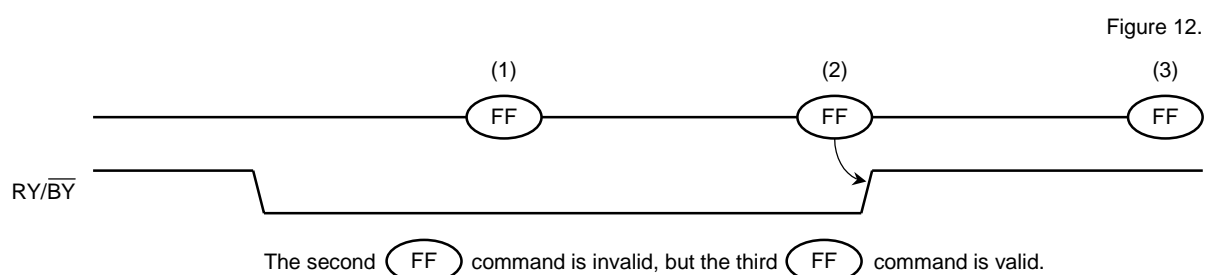 Figure 12.
(1) (2) (3)
FF FF FF
RY/B̅Y̅
The second FF command is invalid, but the third FF command is valid.